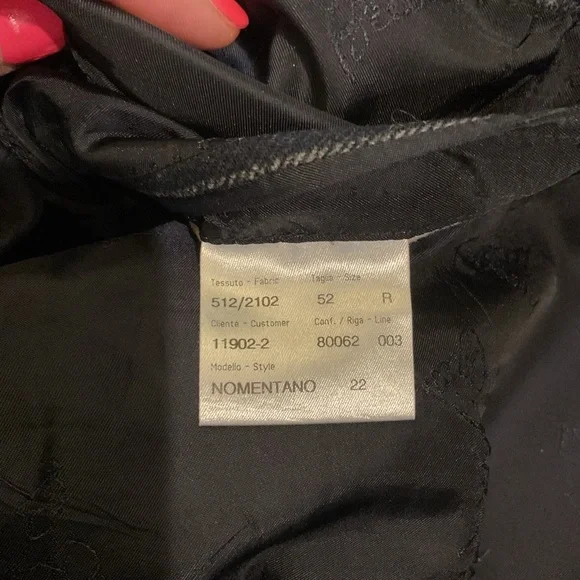 Tessuto - Fabric Taglia - Size
512/2102 52 R
Cliente - Customer Conf. / Riga - Line
11902-2 80062 003
Modello - Style
NOMENTANO 22